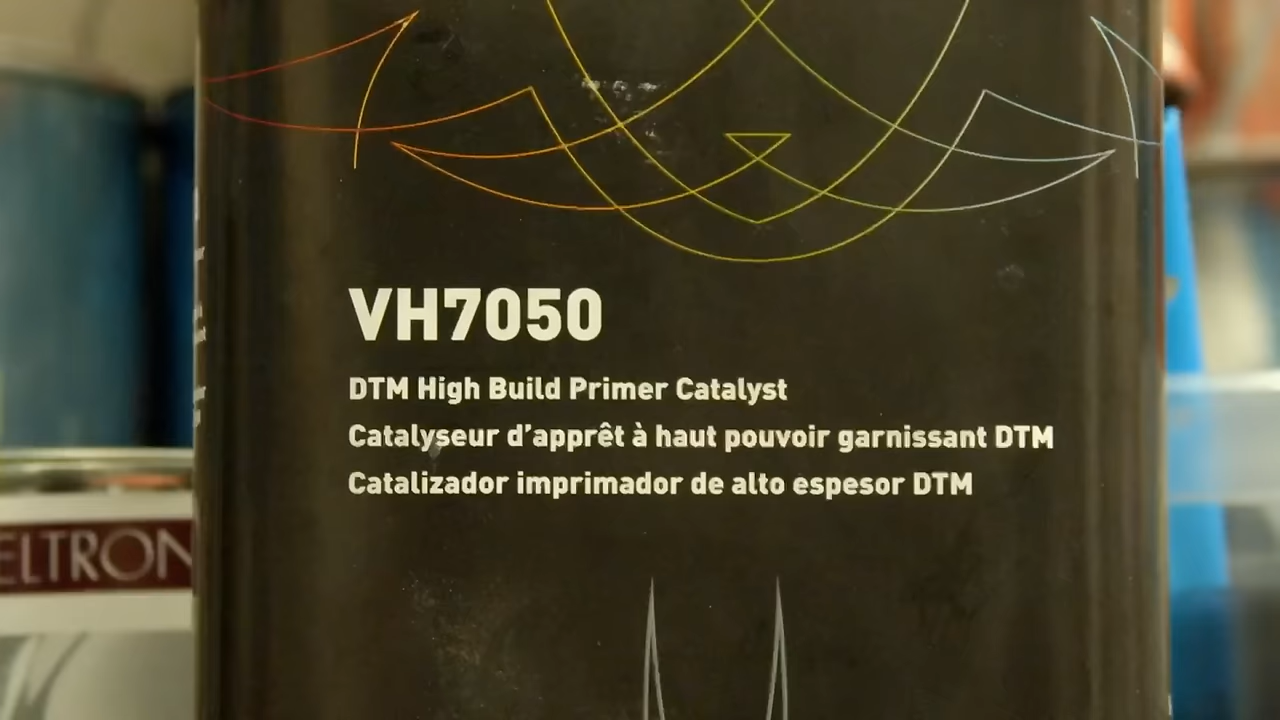 VH7050
DTM High Build Primer Catalyst
Catalyseur d'apprêt à haut pouvoir garnissant DTM
Catalizador imprimador de alto espesor DTM
ELTRON